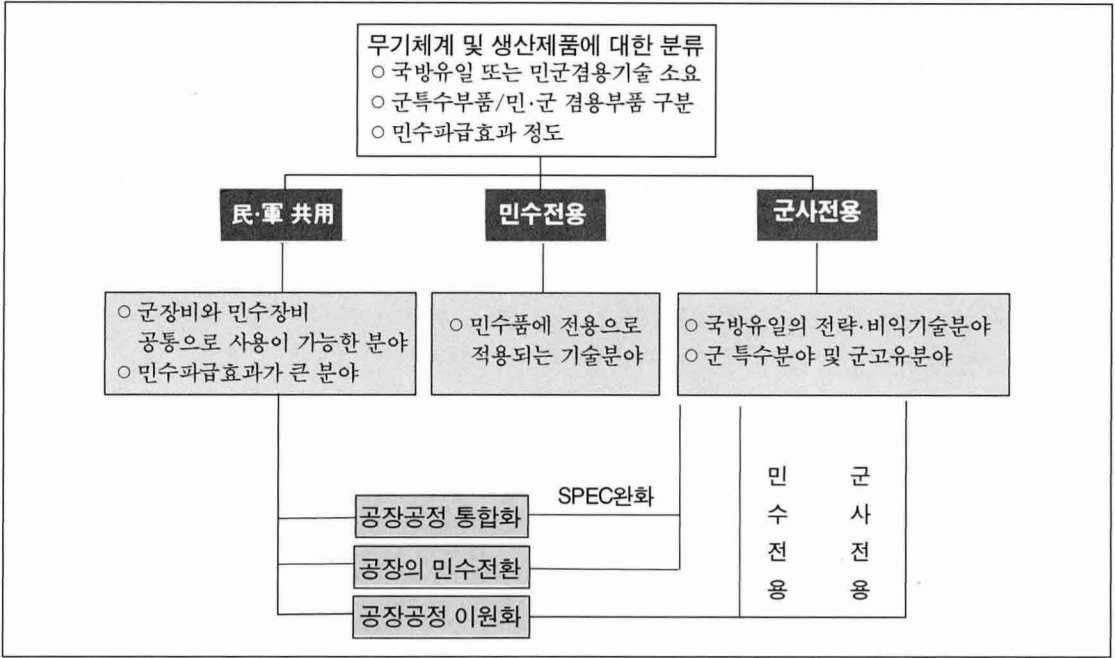 무기체계 및 생산제품에 대한 분류
○ 국방유일 또는 민군겸용기술 소요
○ 군특수부품/민·군 겸용부품 구분
○ 민수파급효과 정도
民·軍 共用
민수전용
군사전용
○ 군장비와 민수장비
공통으로 사용이 가능한 분야
○ 민수파급효과가 큰 분야
○ 민수품에 전용으로
적용되는 기술분야
○ 국방유일의 전략·비익기술분야
○ 군 특수분야 및 군고유분야
공장공정 통합화
SPEC완화
공장의 민수전환
공장공정 이원화
민수전용
군사전용